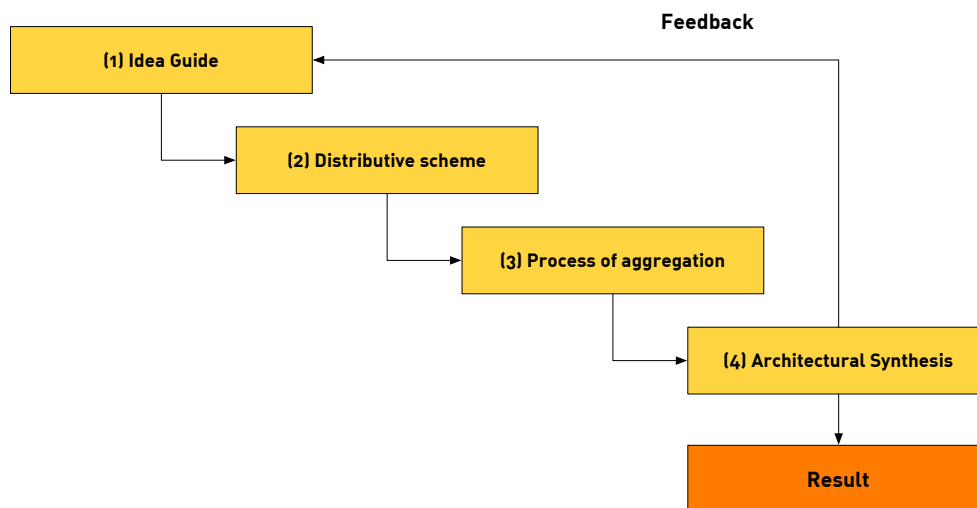 Feedback
(1) Idea Guide
(2) Distributive scheme
(3) Process of aggregation
(4) Architectural Synthesis
Result